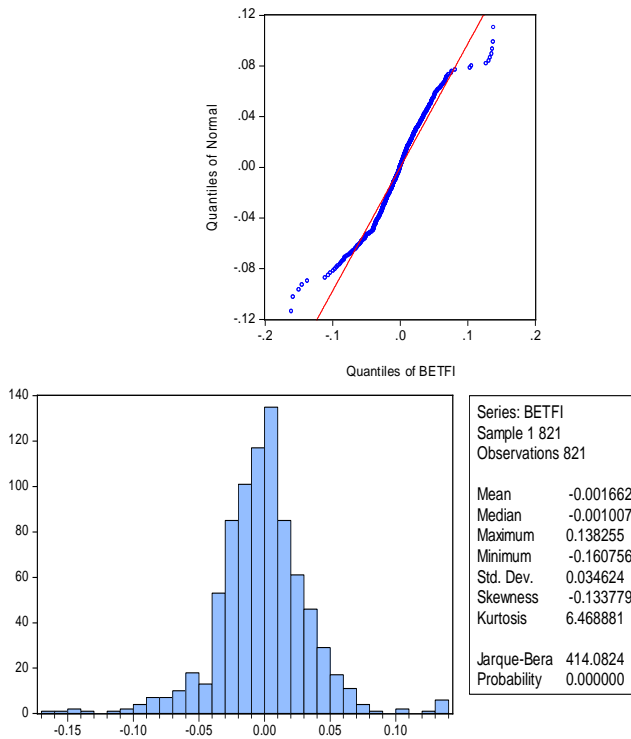 .12
.08
.04
.00
-.04
-.08
-.12
Quantiles of Normal
-.2 -.1 .0 .1 .2
Quantiles of BETFI
140
120
100
80
60
40
20
0
-0.15 -0.10 -0.05 0.00 0.05 0.10
Series: BETFI
Sample 1 821
Observations 821
Mean -0.001662
Median -0.001007
Maximum 0.138255
Minimum -0.160756
Std. Dev. 0.034624
Skewness -0.133779
Kurtosis 6.468881
Jarque-Bera 414.0824
Probability 0.000000